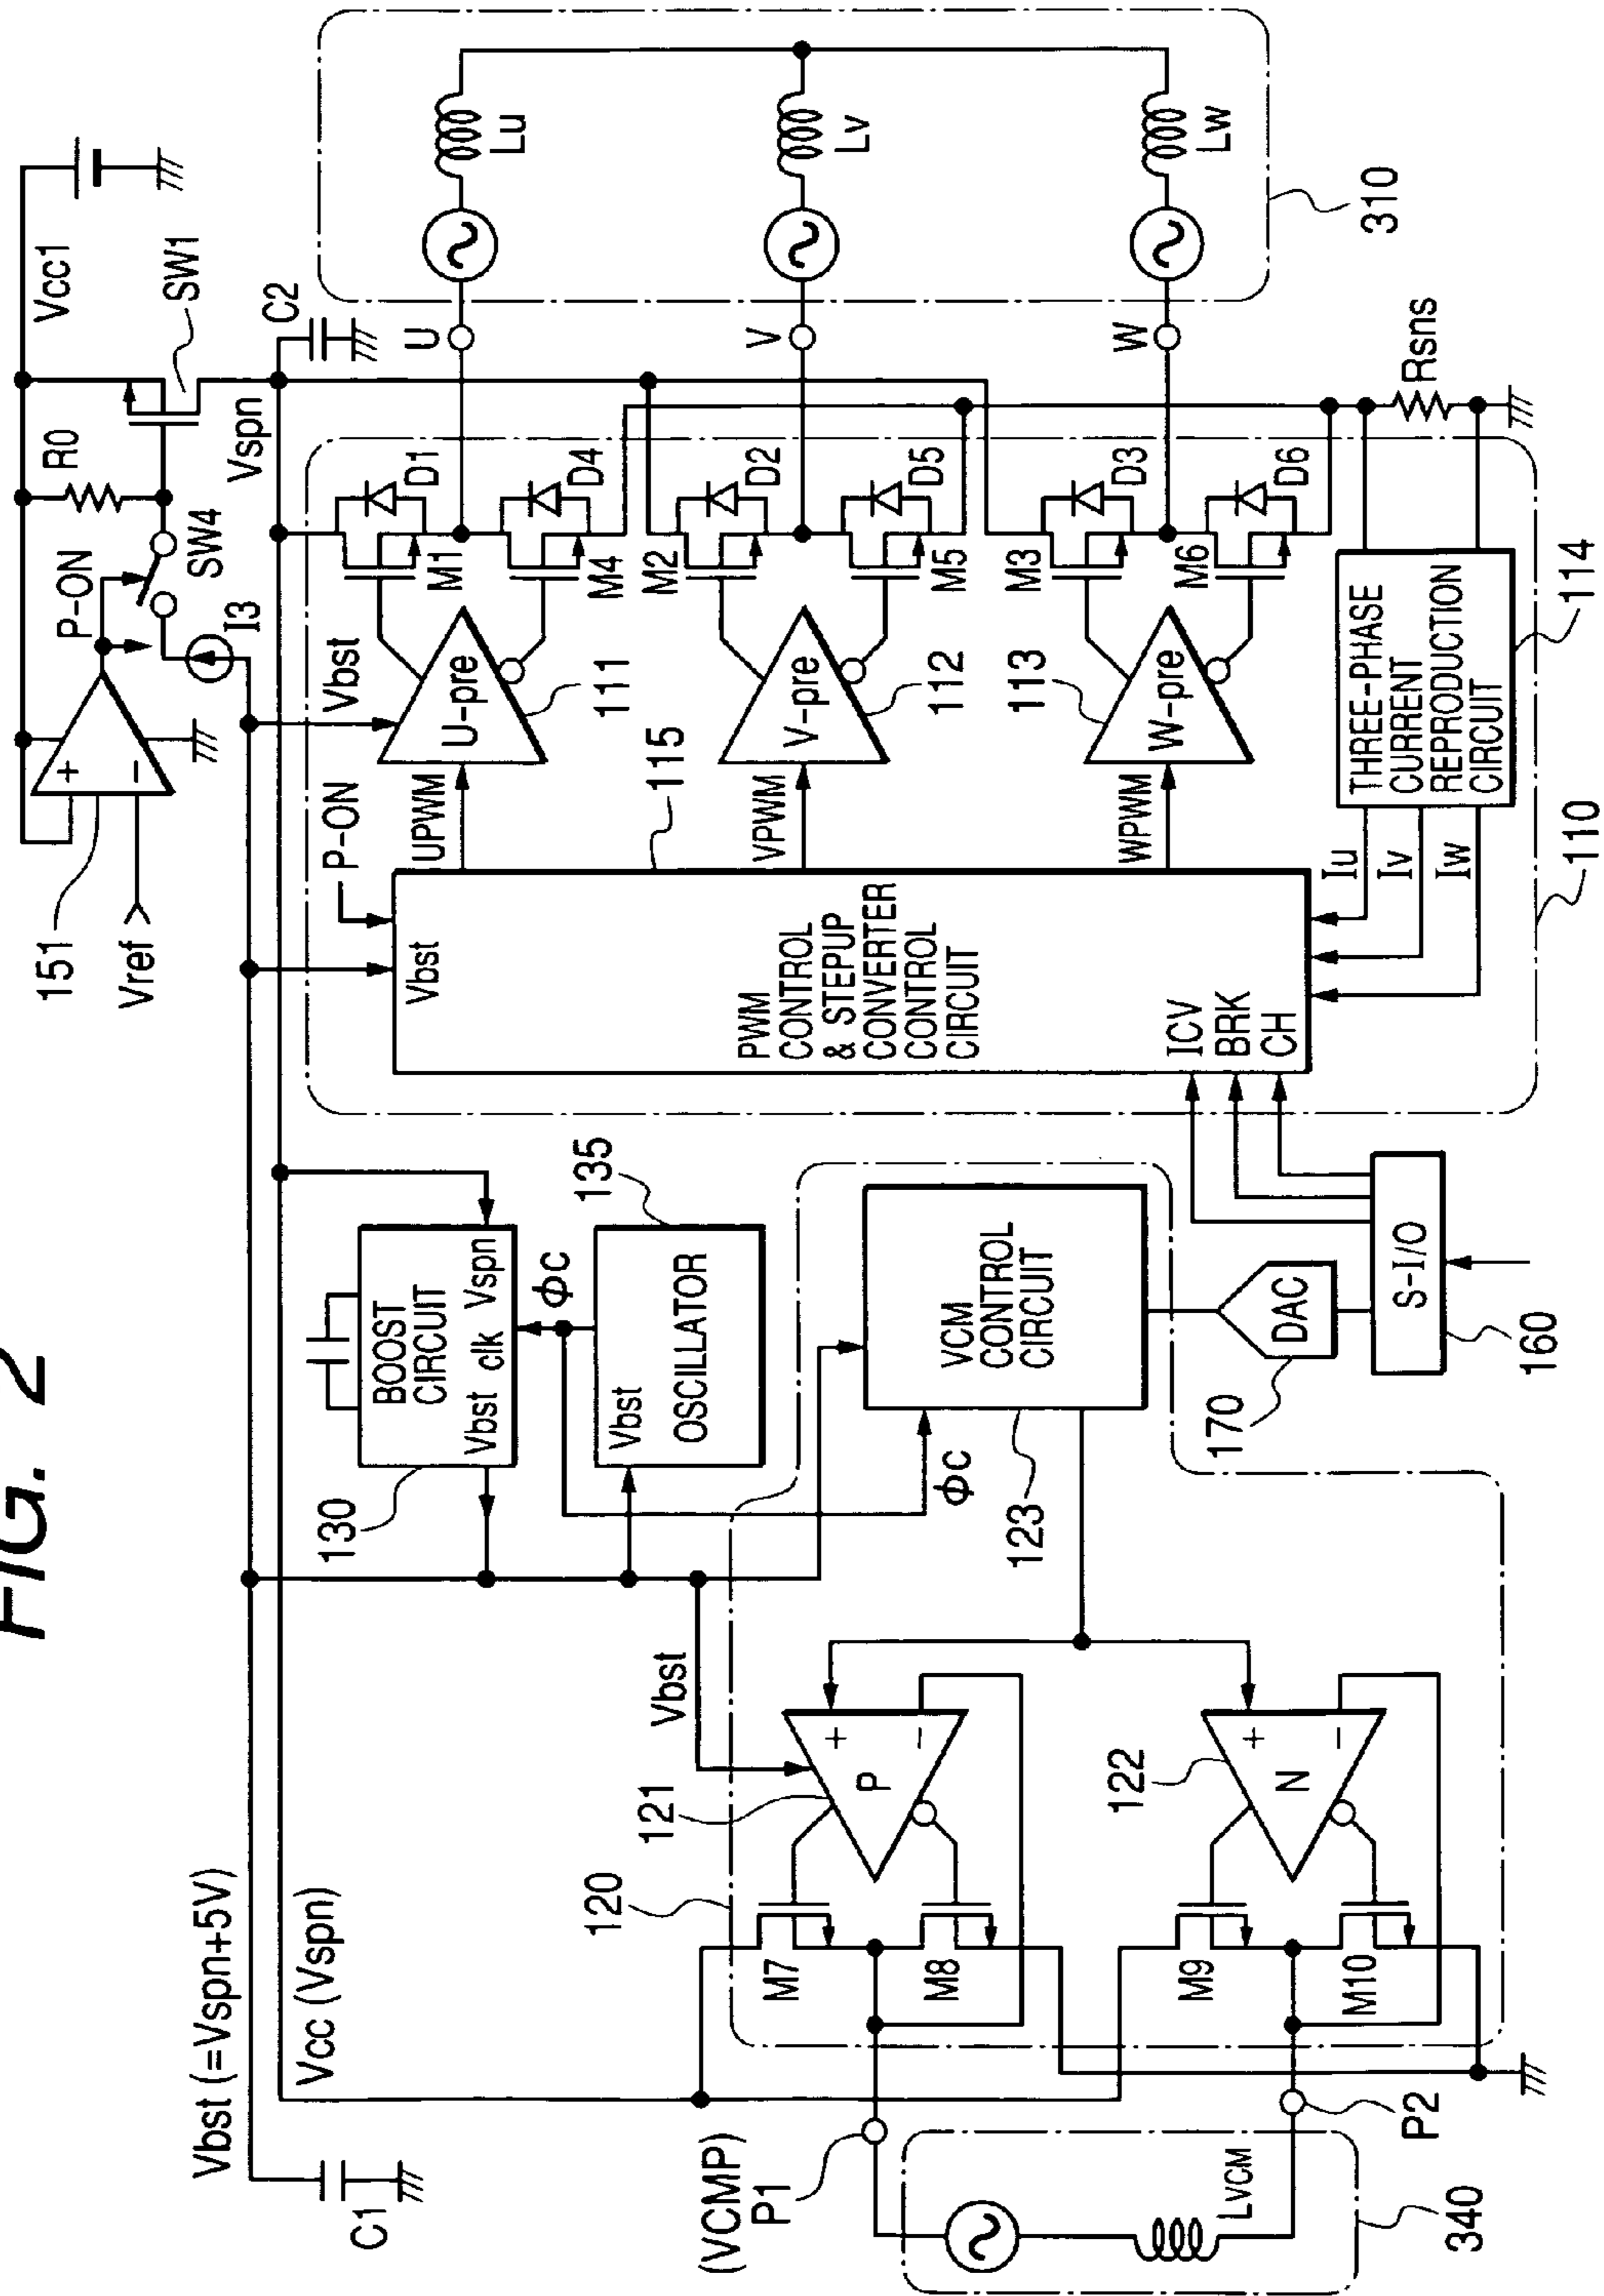 FIG. 2
Vbst (=Vspn+5V)
Vcc (Vspn)
C1
(VCMP)
P1
P2
LVCM
340
120
121
122
M7
M8
M9
M10
P
+
−
N
+
−
Vbst
130
BOOST
CIRCUIT
Vbst clk Vspn
ΦC
135
Vbst
OSCILLATOR
ΦC
123
VCM
CONTROL
CIRCUIT
170
DAC
S-I/O
160
151
Vref
+
−
P-ON
SW4
I3
R0
Vcc1
SW1
Vspn
C2
P-ON
Vbst
115
PWM
CONTROL
& STEPUP
CONVERTER
CONTROL
CIRCUIT
ICV
BRK
CH
UPWM
VPWM
WPWM
Vbst
U-pre
111
V-pre
112
W-pre
113
M1
D1
M4
D4
M2
D2
M5
D5
M3
D3
M6
D6
U
V
W
Lu
Lv
Lw
310
Rsns
Iu
Iv
Iw
THREE-PHASE
CURRENT
REPRODUCTION
CIRCUIT
114
110